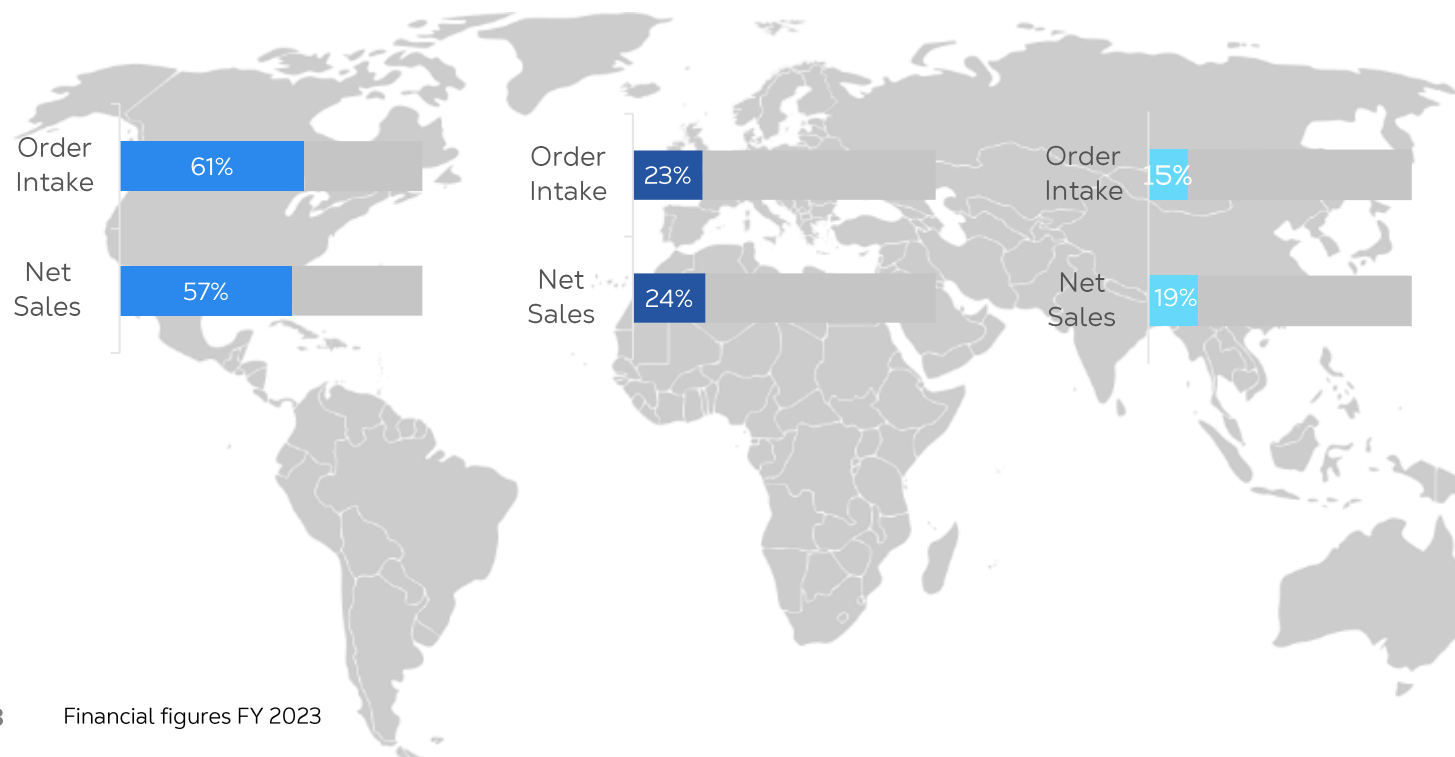 Order
Intake
61%
Net
Sales
57%
Order
Intake
23%
Net
Sales
24%
Order
Intake
15%
Net
Sales
19%
Financial figures FY 2023